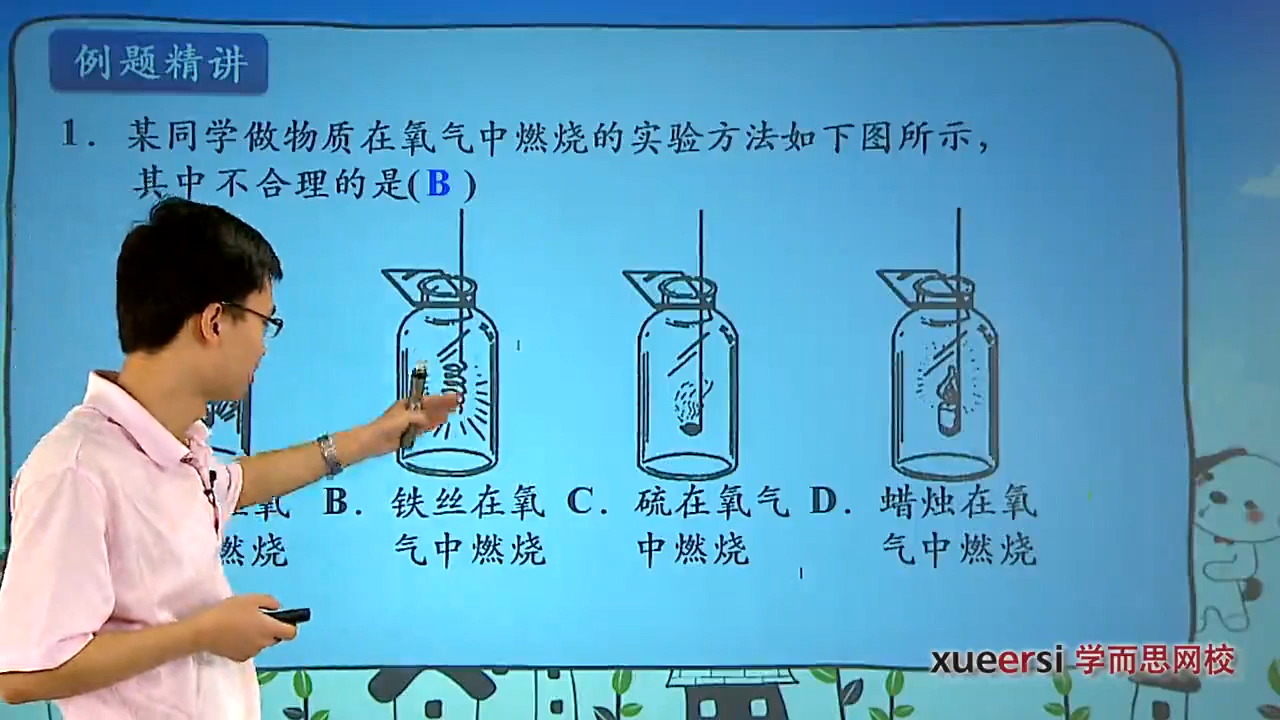 例题精讲
1. 某同学做物质在氧气中燃烧的实验方法如下图所示，
其中不合理的是( B )
氧 B. 铁丝在氧 C. 硫在氧气 D. 蜡烛在氧
燃烧 气中燃烧 中燃烧 气中燃烧
xueersi 学而思网校